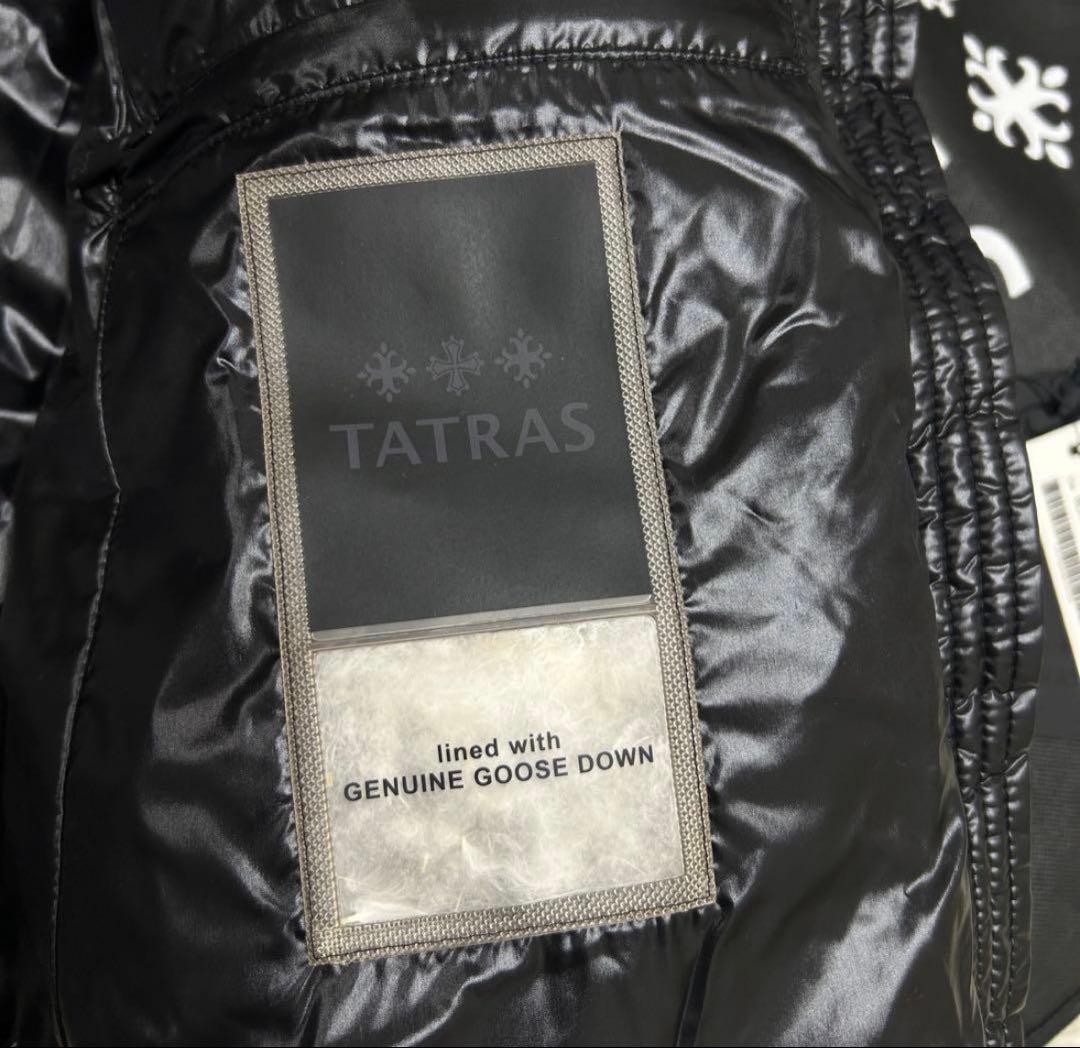 TATRAS
lined with
GENUINE GOOSE DOWN